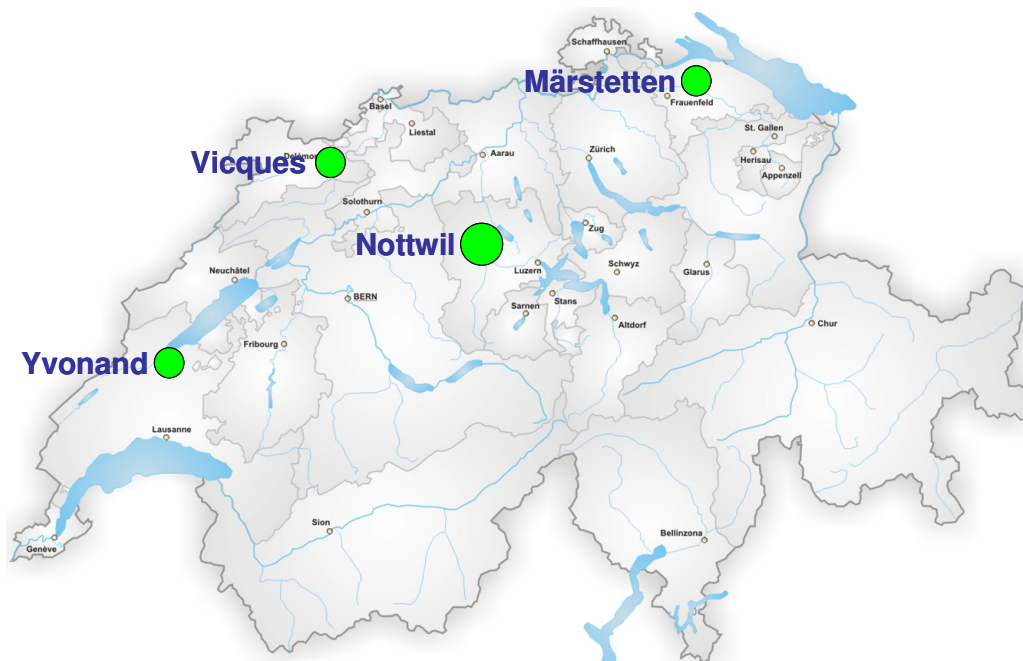 Schaffhausen
Märstetten
Frauenfeld
Basel
Liestal
St. Gallen
Zürich
Herisau
Aarau
Vicques
Appenzell
Solothurn
Zug
Nottwil
Luzern
Schwyz
Glarus
Neuchâtel
BERN
Stans
Sarnen
Altdorf
Chur
Fribourg
Yvonand
Lausanne
Sion
Bellinzona
Genève